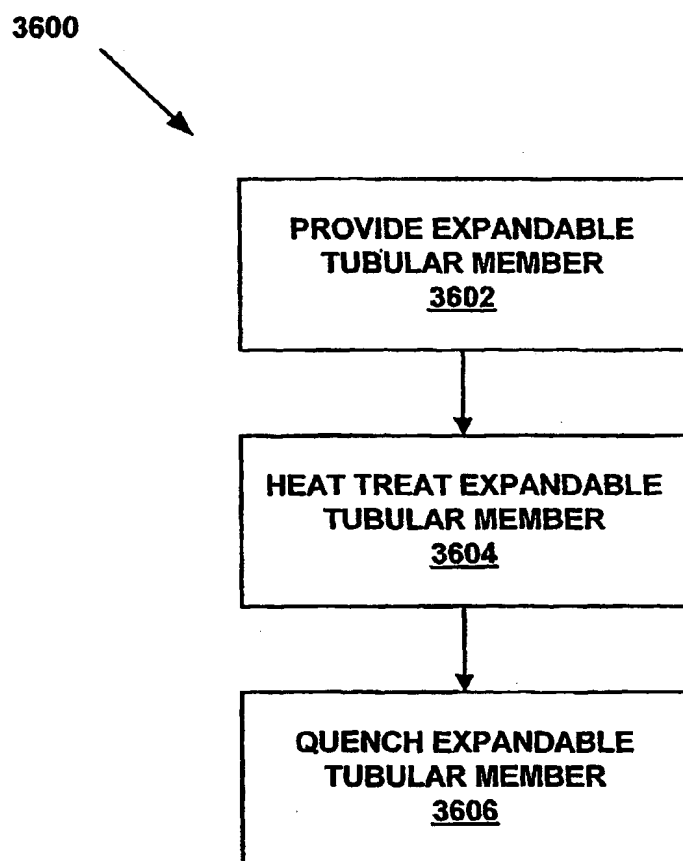 3600
PROVIDE EXPANDABLE
TUBULAR MEMBER
3602
HEAT TREAT EXPANDABLE
TUBULAR MEMBER
3604
QUENCH EXPANDABLE
TUBULAR MEMBER
3606